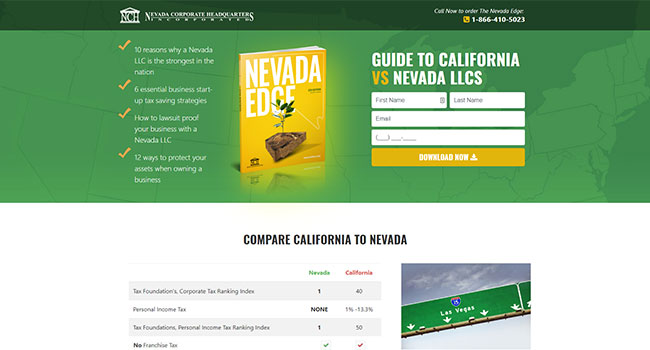 NCH
NEVADA CORPORATE HEADQUARTERS
INCORPORATED
Call Now to order The Nevada Edge:
1-866-410-5023
10 reasons why a Nevada
LLC is the strongest in the
nation
6 essential business start-
up tax saving strategies
How to lawsuit proof
your business with a
Nevada LLC
12 ways to protect your
assets when owning a
business
NEVADA
EDGE
NCH
GUIDE TO CALIFORNIA
VS NEVADA LLCS
First Name
Last Name
Email
(___) ___-____
DOWNLOAD NOW
COMPARE CALIFORNIA TO NEVADA
Nevada California
Tax Foundation's, Corporate Tax Ranking Index 1 40
Personal Income Tax NONE 1% -13.3%
Tax Foundations, Personal Income Tax Ranking Index 1 50
No Franchise Tax
15
Las Vegas